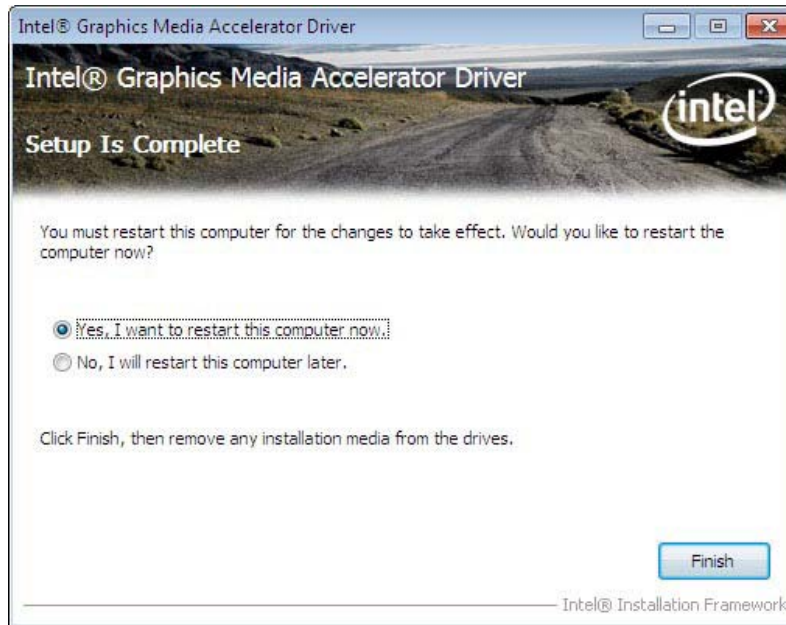 Intel® Graphics Media Accelerator Driver
Intel® Graphics Media Accelerator Driver
intel
Setup Is Complete
You must restart this computer for the changes to take effect. Would you like to restart the
computer now?
Yes, I want to restart this computer now.
No, I will restart this computer later.
Click Finish, then remove any installation media from the drives.
Finish
Intel® Installation Framework